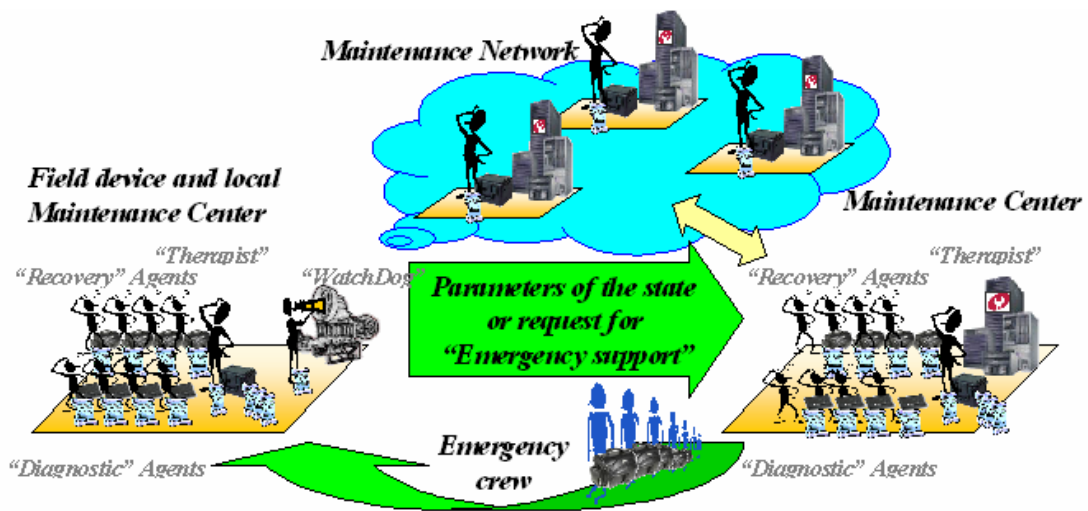 Maintenance Network
Field device and local
Maintenance Center
"Therapist"
"Recovery" Agents
"WatchDog"
"Diagnostic" Agents
Parameters of the state
or request for
"Emergency support"
Emergency
crew
Maintenance Center
"Therapist"
"Recovery" Agents
"Diagnostic" Agents